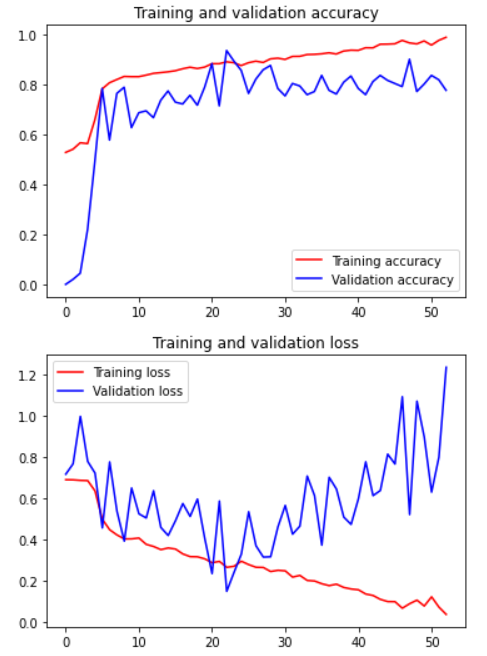 Training and validation accuracy
1.0
0.8
0.6
0.4
0.2
0.0
Training accuracy
Validation accuracy
0 10 20 30 40 50
Training and validation loss
Training loss
Validation loss
1.2
1.0
0.8
0.6
0.4
0.2
0.0
0 10 20 30 40 50